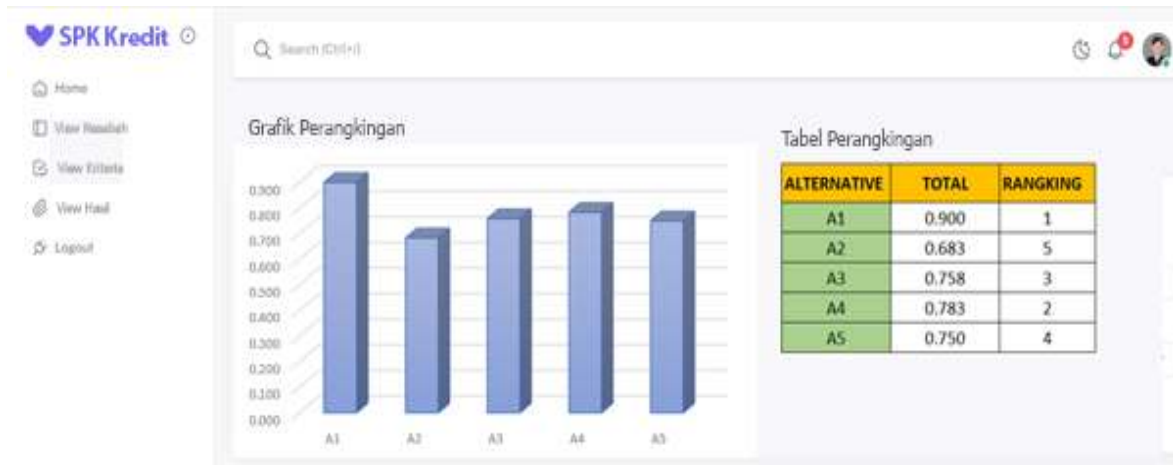 SPK Kredit
Search (Ctrl+/)
Home
View Nasabah
View Kriteria
View Hasil
Logout
Grafik Perangkingan
0.900
0.800
0.700
0.600
0.500
0.400
0.300
0.200
0.100
0.000
A1 A2 A3 A4 A5
Tabel Perangkingan
ALTERNATIVE TOTAL RANGKING
A1 0.900 1
A2 0.683 5
A3 0.758 3
A4 0.783 2
A5 0.750 4